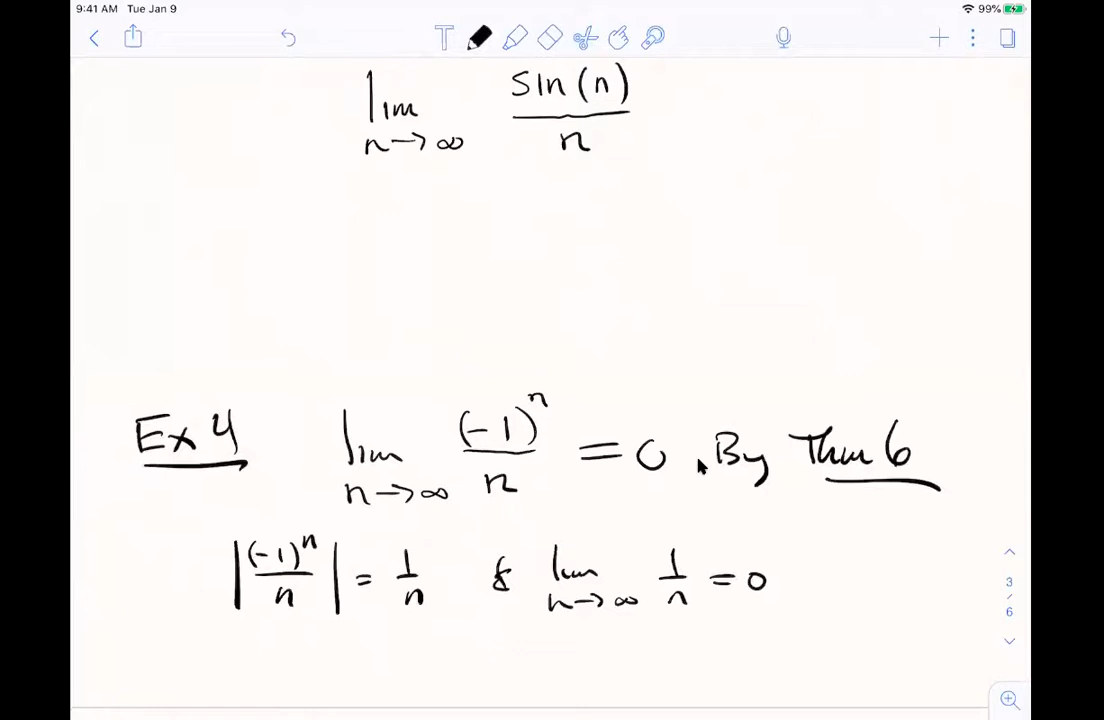 9:41 AM Tue Jan 9 99%
lim n→∞ sin(n)/n
Ex 4 lim n→∞ (-1)^n/n = 0. By Thm 6
|(-1)^n/n| = 1/n & lim n→∞ 1/n = 0
3
/
6